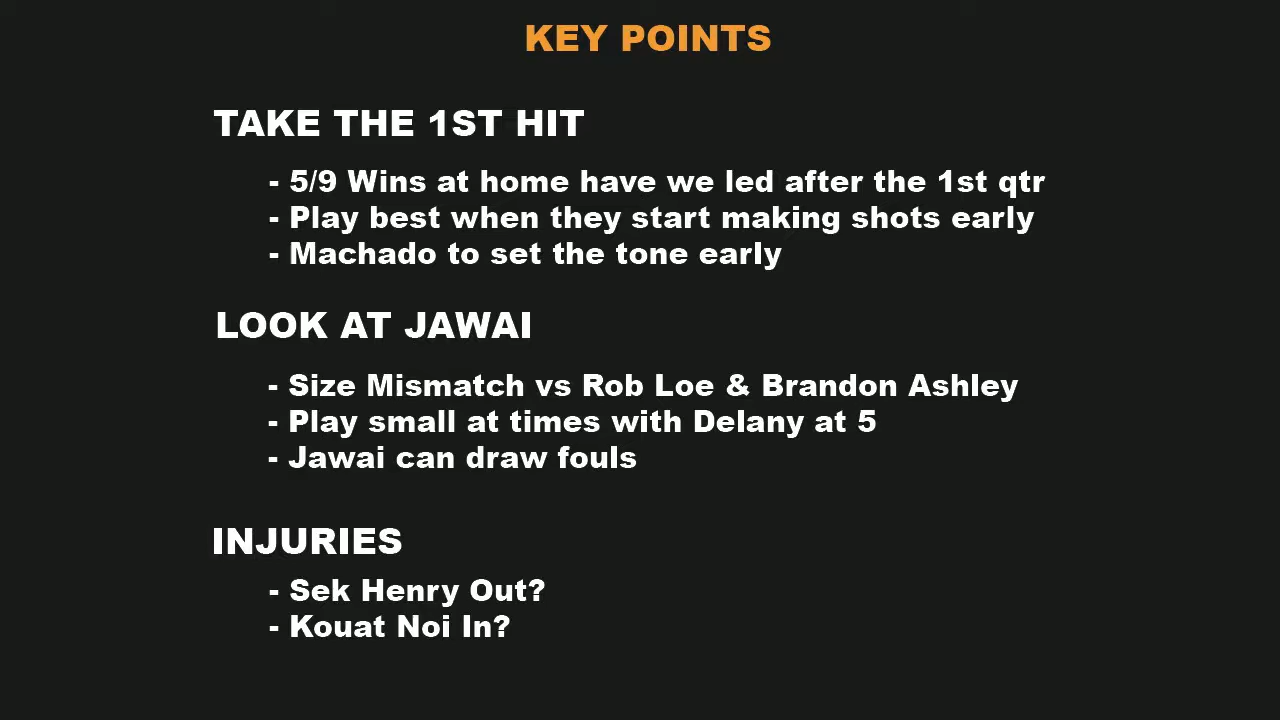 KEY POINTS
TAKE THE 1ST HIT
- 5/9 Wins at home have we led after the 1st qtr
- Play best when they start making shots early
- Machado to set the tone early
LOOK AT JAWAI
- Size Mismatch vs Rob Loe & Brandon Ashley
- Play small at times with Delany at 5
- Jawai can draw fouls
INJURIES
- Sek Henry Out?
- Kouat Noi In?